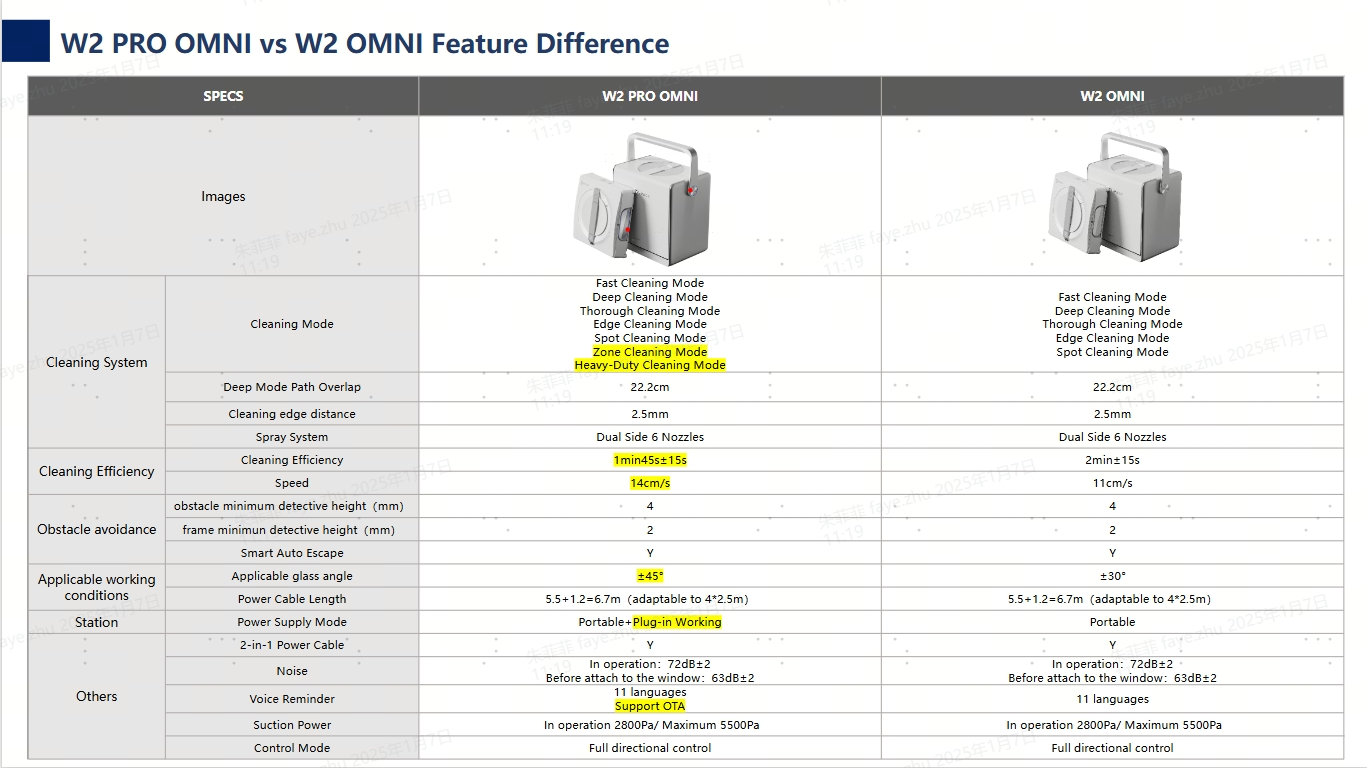 W2 PRO OMNI vs W2 OMNI Feature Difference
SPECS W2 PRO OMNI W2 OMNI
Images
Cleaning System
Cleaning Mode
Fast Cleaning Mode
Deep Cleaning Mode
Thorough Cleaning Mode
Edge Cleaning Mode
Spot Cleaning Mode
Zone Cleaning Mode
Heavy-Duty Cleaning Mode
Fast Cleaning Mode
Deep Cleaning Mode
Thorough Cleaning Mode
Edge Cleaning Mode
Spot Cleaning Mode
Deep Mode Path Overlap 22.2cm 22.2cm
Cleaning edge distance 2.5mm 2.5mm
Spray System Dual Side 6 Nozzles Dual Side 6 Nozzles
Cleaning Efficiency
Cleaning Efficiency 1min45s±15s 2min±15s
Speed 14cm/s 11cm/s
Obstacle avoidance
obstacle minimum detective height（mm） 4 4
frame minimun detective height（mm） 2 2
Smart Auto Escape Y Y
Applicable working
conditions
Applicable glass angle ±45° ±30°
Power Cable Length 5.5+1.2=6.7m（adaptable to 4*2.5m） 5.5+1.2=6.7m（adaptable to 4*2.5m）
Station
Power Supply Mode Portable+Plug-in Working Portable
Others
2-in-1 Power Cable Y Y
Noise
In operation：72dB±2
Before attach to the window：63dB±2
In operation：72dB±2
Before attach to the window：63dB±2
Voice Reminder
11 languages
Support OTA
11 languages
Suction Power In operation 2800Pa/ Maximum 5500Pa In operation 2800Pa/ Maximum 5500Pa
Control Mode Full directional control Full directional control
朱菲菲 faye.zhu 2025年1月7日
11:19